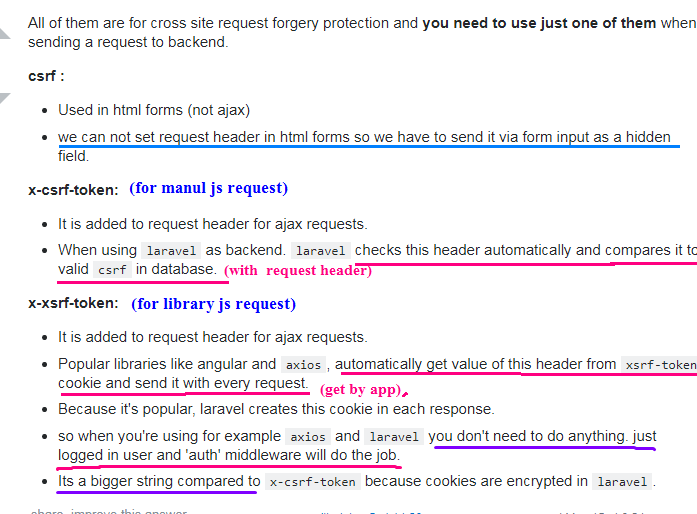 All of them are for cross site request forgery protection and you need to use just one of them when
sending a request to backend.
csrf :
• Used in html forms (not ajax)
• we can not set request header in html forms so we have to send it via form input as a hidden
field.
x-csrf-token: (for manul js request)
• It is added to request header for ajax requests.
• When using laravel as backend. laravel checks this header automatically and compares it to
valid csrf in database. (with request header)
x-xsrf-token: (for library js request)
• It is added to request header for ajax requests.
• Popular libraries like angular and axios , automatically get value of this header from xsrf-token
cookie and send it with every request. (get by app)
• Because it's popular, laravel creates this cookie in each response.
• so when you're using for example axios and laravel you don't need to do anything. just
logged in user and 'auth' middleware will do the job.
• Its a bigger string compared to x-csrf-token because cookies are encrypted in laravel .
share improve this answer